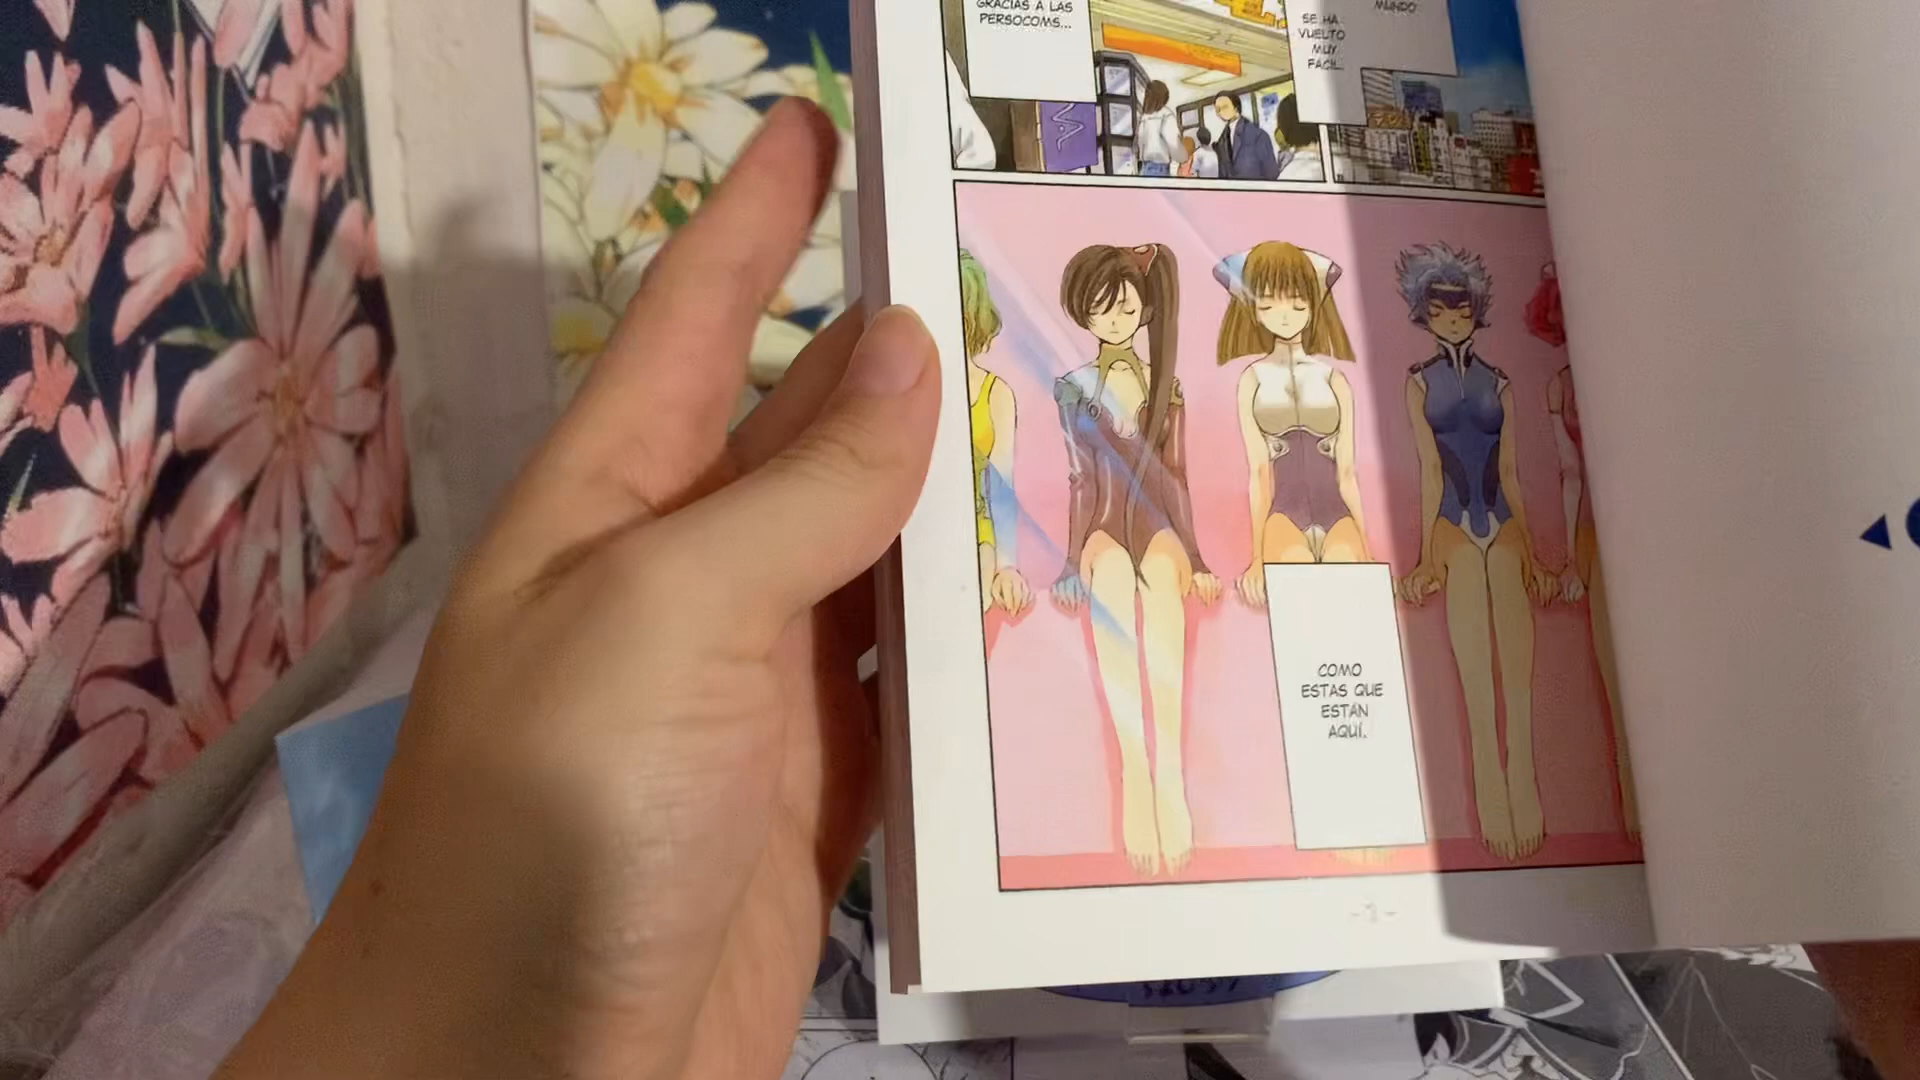 MUNDO
SE HA
VUELTO
MUY
FÁCIL...
GRACIAS A LAS
PERSOCOMS...
COMO
ESTAS QUE
ESTÁN
AQUÍ.